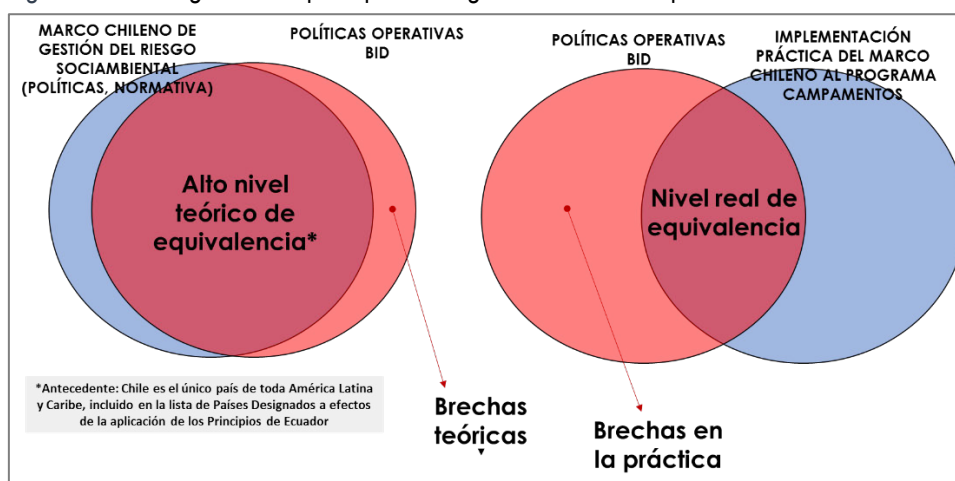 MARCO CHILENO DE
GESTIÓN DEL RIESGO
SOCIAMBIENTAL
(POLÍTICAS, NORMATIVA)
POLÍTICAS OPERATIVAS
BID
Alto nivel
teórico de
equivalencia*
Brechas
teóricas
*Antecedente: Chile es el único país de toda América Latina
y Caribe, incluido en la lista de Países Designados a efectos
de la aplicación de los Principios de Ecuador
POLÍTICAS OPERATIVAS
BID
IMPLEMENTACIÓN
PRÁCTICA DEL MARCO
CHILENO AL PROGRAMA
CAMPAMENTOS
Nivel real de
equivalencia
Brechas en
la práctica